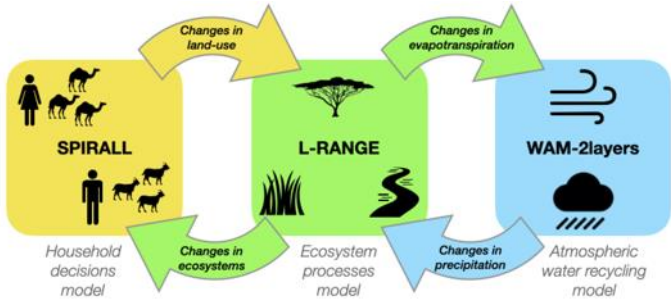 Changes in
land-use
Changes in
evapotranspiration
SPIRALL
L-RANGE
WAM-2layers
Changes in
ecosystems
Changes in
precipitation
Household
decisions
model
Ecosystem
processes
model
Atmospheric
water recycling
model